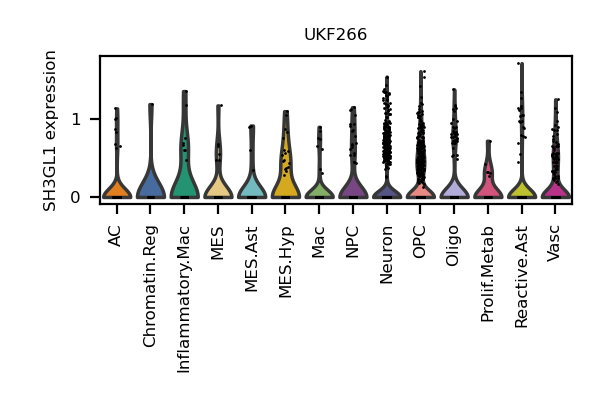 UKF266
SH3GL1 expression
1
0
AC
Chromatin.Reg
Inflammatory.Mac
MES
MES.Ast
MES.Hyp
Mac
NPC
Neuron
OPC
Oligo
Prolif.Metab
Reactive.Ast
Vasc